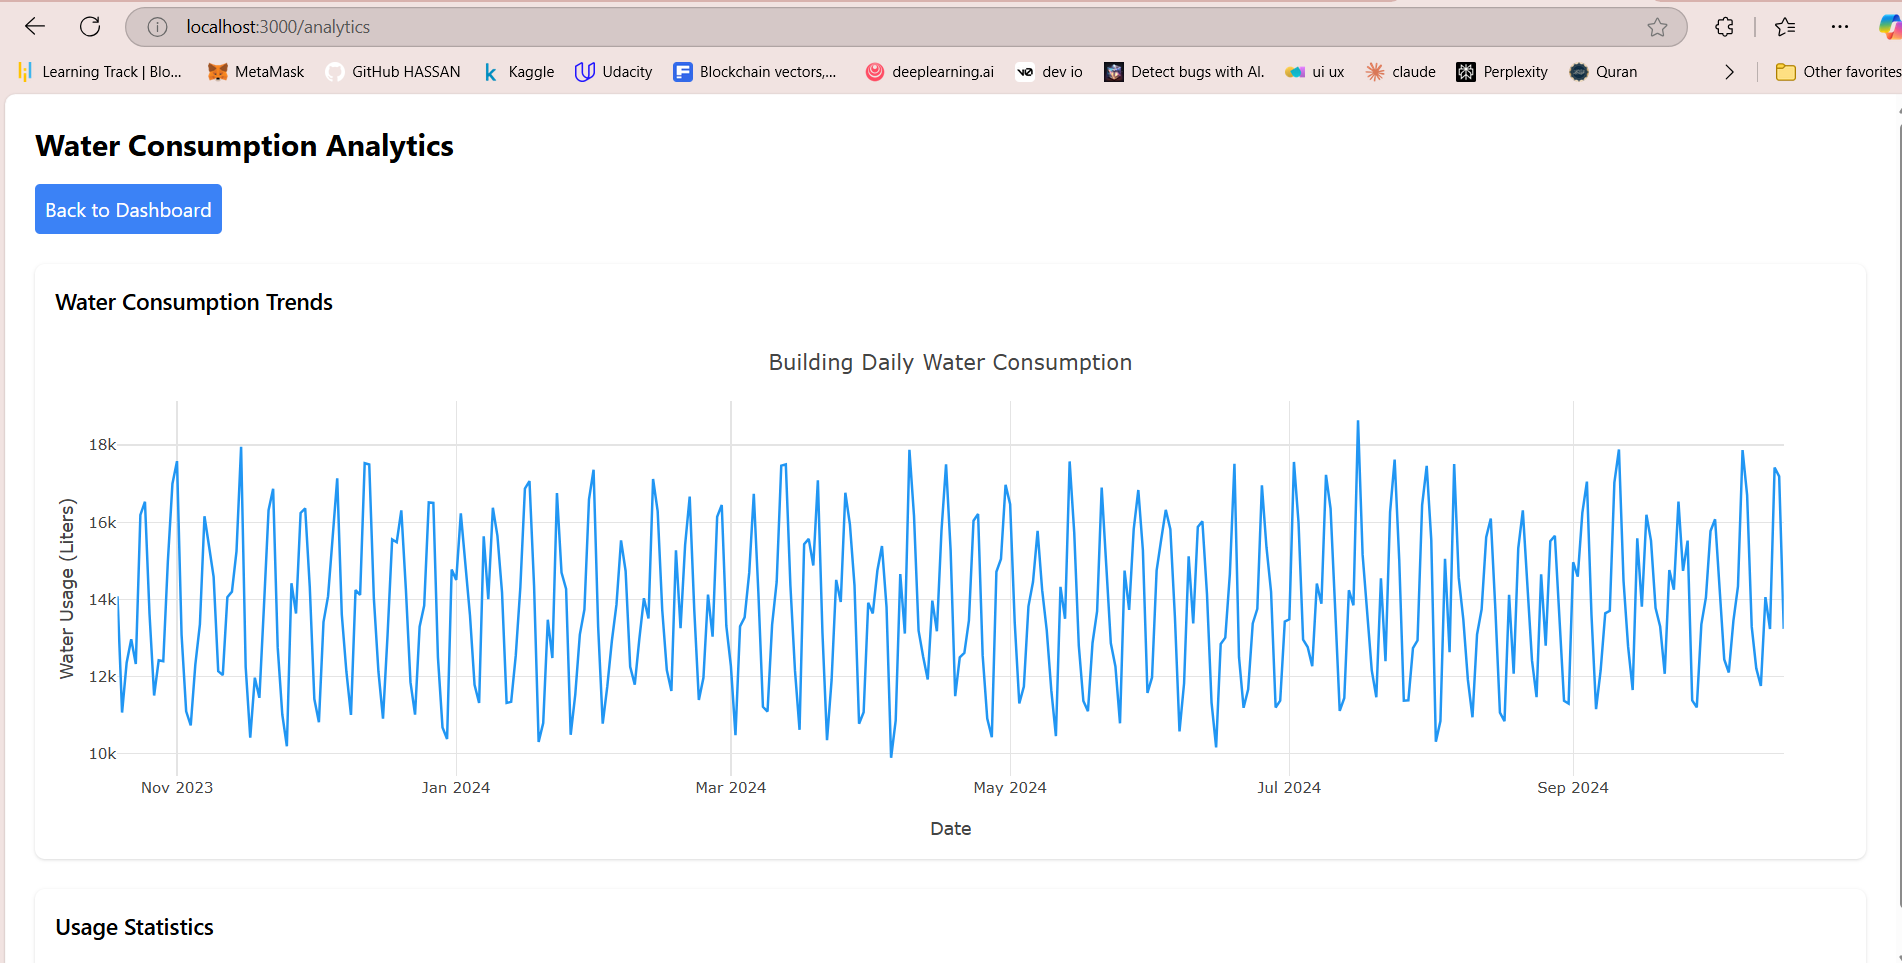 localhost:3000/analytics
Learning Track | Blo... MetaMask GitHub HASSAN Kaggle Udacity Blockchain vectors,... deeplearning.ai dev io Detect bugs with AI. ui ux claude Perplexity Quran Other favorites
Water Consumption Analytics
Back to Dashboard
Water Consumption Trends
Building Daily Water Consumption
Water Usage (Liters)
18k
16k
14k
12k
10k
Nov 2023 Jan 2024 Mar 2024 May 2024 Jul 2024 Sep 2024
Date
Usage Statistics